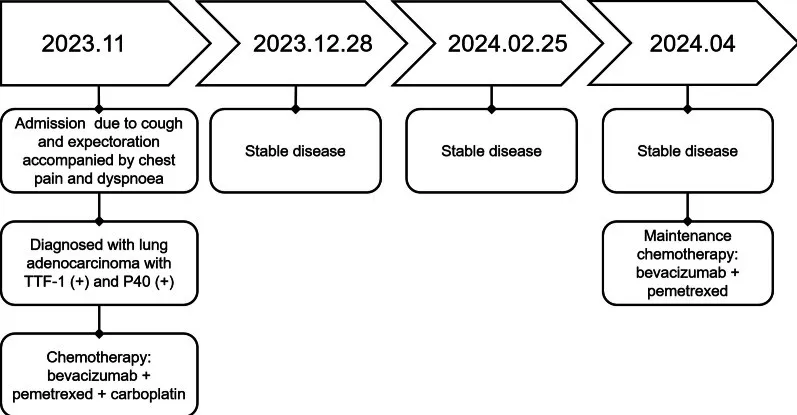 2023.11
2023.12.28
2024.02.25
2024.04
Admission due to cough
and expectoration
accompanied by chest
pain and dyspnoea
Stable disease
Stable disease
Stable disease
Diagnosed with lung
adenocarcinoma with
TTF-1 (+) and P40 (+)
Maintenance
chemotherapy:
bevacizumab +
pemetrexed
Chemotherapy:
bevacizumab +
pemetrexed + carboplatin